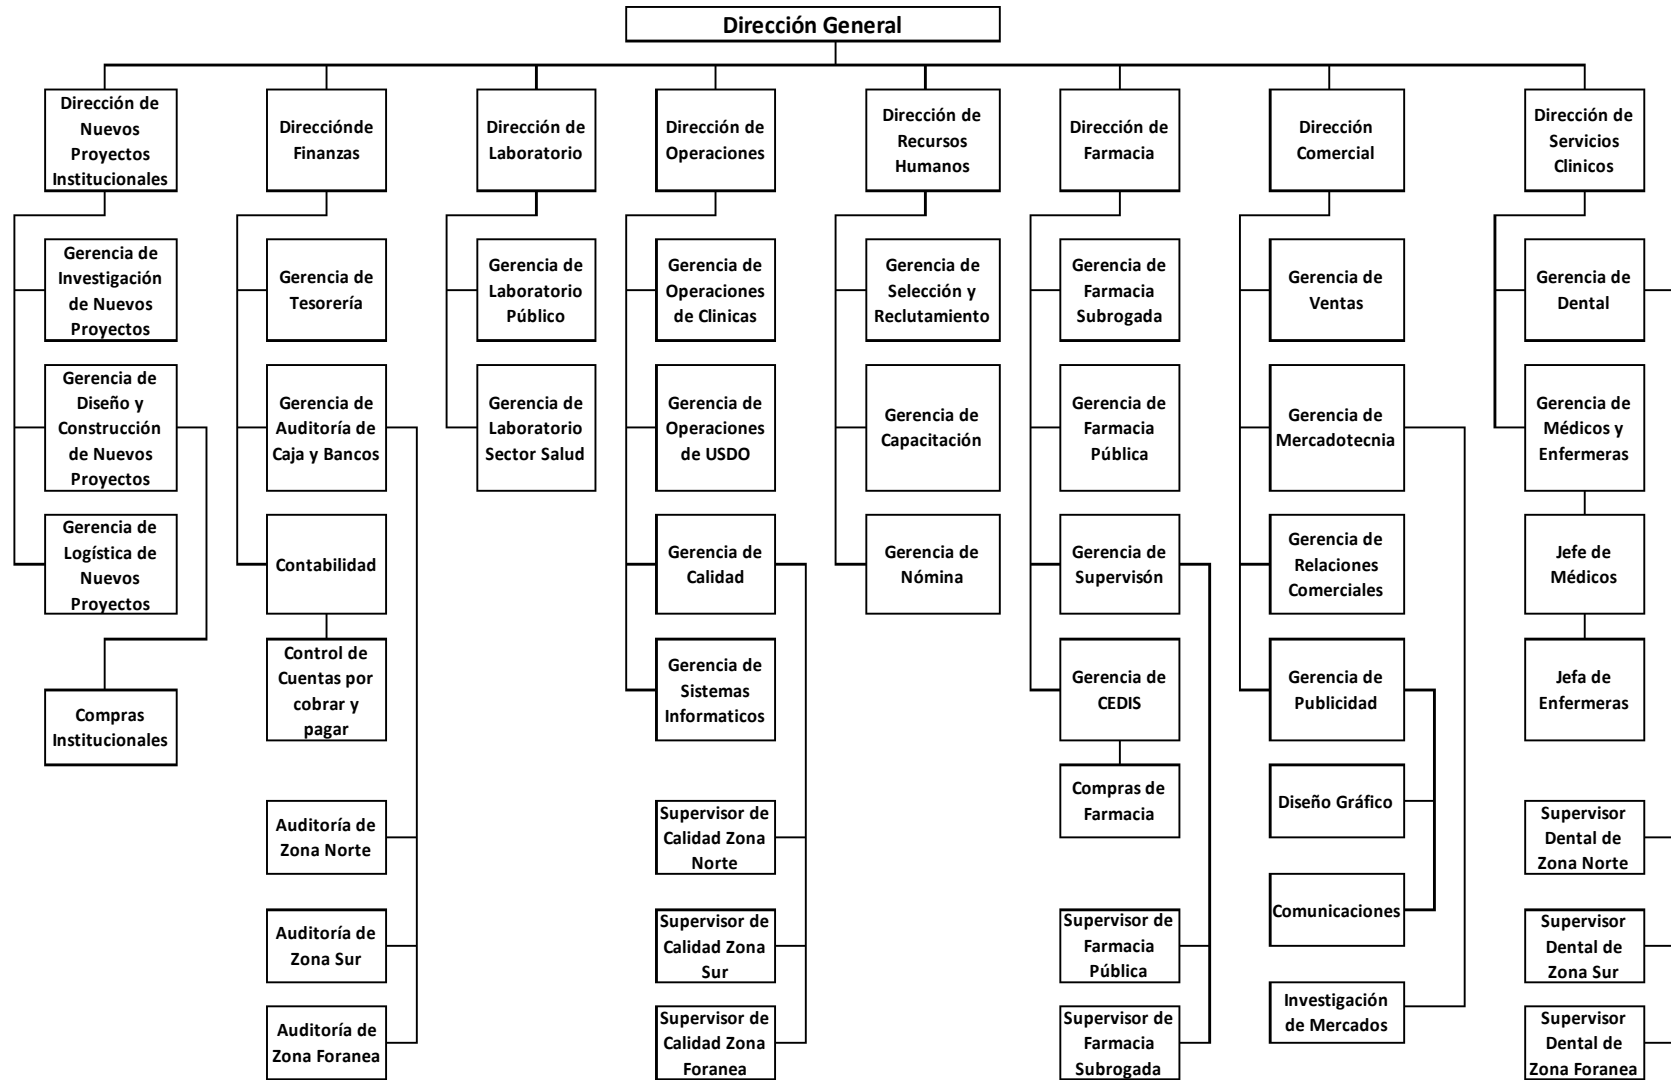 Dirección General
Dirección de
Nuevos
Proyectos
Institucionales
Direcciónde
Finanzas
Dirección de
Laboratorio
Dirección de
Operaciones
Dirección de
Recursos
Humanos
Dirección de
Farmacia
Dirección
Comercial
Dirección de
Servicios
Clinicos
Gerencia de
Investigación
de Nuevos
Proyectos
Gerencia de
Tesorería
Gerencia de
Laboratorio
Público
Gerencia de
Operaciones
de Clinicas
Gerencia de
Selección y
Reclutamiento
Gerencia de
Farmacia
Subrogada
Gerencia de
Ventas
Gerencia de
Dental
Gerencia de
Diseño y
Construcción
de Nuevos
Proyectos
Gerencia de
Auditoría de
Caja y Bancos
Gerencia de
Laboratorio
Sector Salud
Gerencia de
Operaciones
de USDO
Gerencia de
Capacitación
Gerencia de
Farmacia
Pública
Gerencia de
Mercadotecnia
Gerencia de
Médicos y
Enfermeras
Gerencia de
Logística de
Nuevos
Proyectos
Contabilidad
Gerencia de
Calidad
Gerencia de
Nómina
Gerencia de
Supervisón
Gerencia de
Relaciones
Comerciales
Jefe de
Médicos
Compras
Institucionales
Control de
Cuentas por
cobrar y
pagar
Gerencia de
Sistemas
Informaticos
Gerencia de
CEDIS
Gerencia de
Publicidad
Jefa de
Enfermeras
Compras de
Farmacia
Diseño Gráfico
Auditoría de
Zona Norte
Supervisor de
Calidad Zona
Norte
Supervisor
Dental de
Zona Norte
Comunicaciones
Auditoría de
Zona Sur
Supervisor de
Calidad Zona
Sur
Supervisor de
Farmacia
Pública
Supervisor
Dental de
Zona Sur
Investigación
de Mercados
Auditoría de
Zona Foranea
Supervisor de
Calidad Zona
Foranea
Supervisor de
Farmacia
Subrogada
Supervisor
Dental de
Zona Foranea